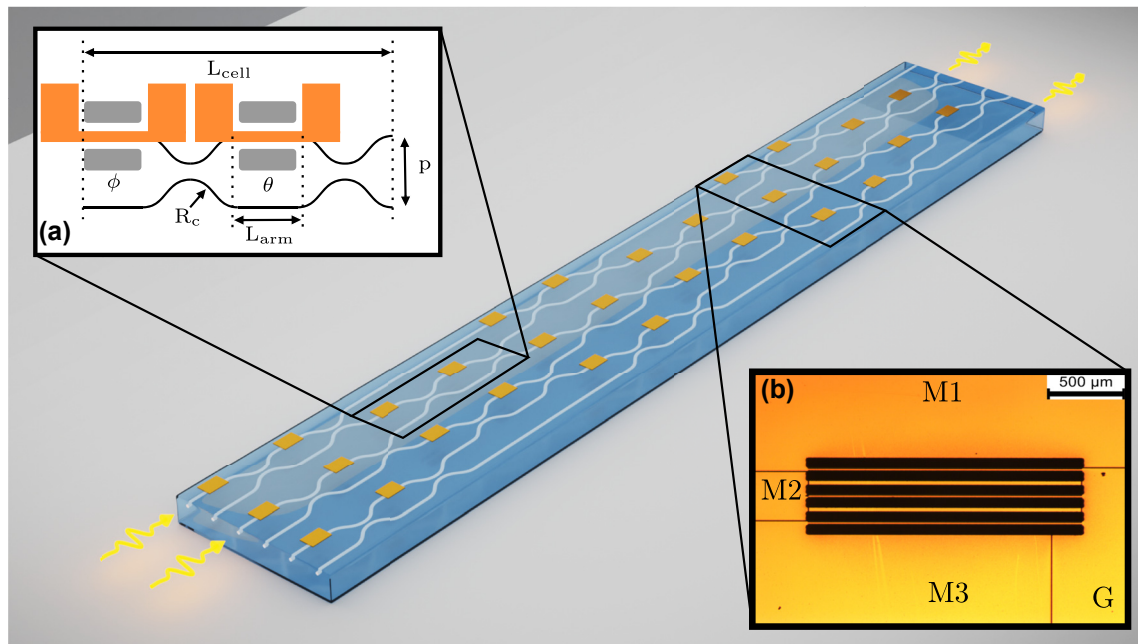 L_cell
ϕ
θ
p
R_c
L_arm
(a)
(b)
500 μm
M1
M2
M3
G